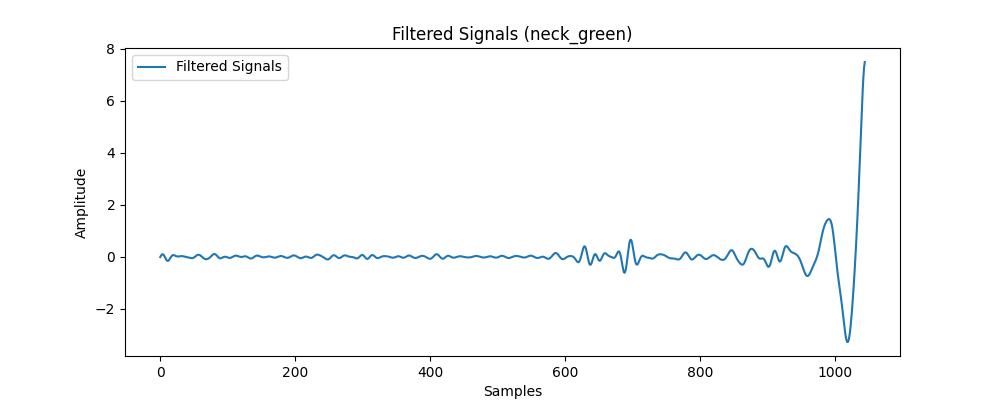 Filtered Signals (neck_green)
Filtered Signals
8
6
4
2
0
−2
Amplitude
0 200 400 600 800 1000
Samples